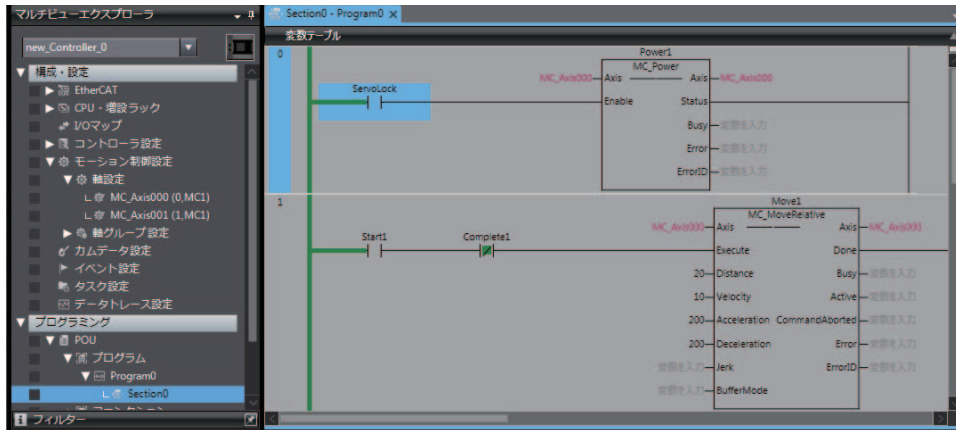 マルチビューエクスプローラ
new_Controller_0
構成・設定
EtherCAT
CPU・増設ラック
I/Oマップ
コントローラ設定
モーション制御設定
軸設定
MC_Axis000 (0,MC1)
MC_Axis001 (1,MC1)
軸グループ設定
カムデータ設定
イベント設定
タスク設定
データトレース設定
プログラミング
POU
プログラム
Program0
Section0
フィルター
Section0 - Program0 x
変数テーブル
0
Power1
MC_Power
MC_Axis000 Axis Axis MC_Axis000
ServoLock
Enable Status
Busy 変数を入力
Error 変数を入力
ErrorID 変数を入力
1
Move1
MC_MoveRelative
MC_Axis000 Axis Axis MC_Axis000
Start1 Complete1
Execute Done
20 Distance Busy 変数を入力
10 Velocity Active 変数を入力
200 Acceleration CommandAborted 変数を入力
200 Deceleration Error 変数を入力
変数を入力 Jerk ErrorID 変数を入力
変数を入力 BufferMode